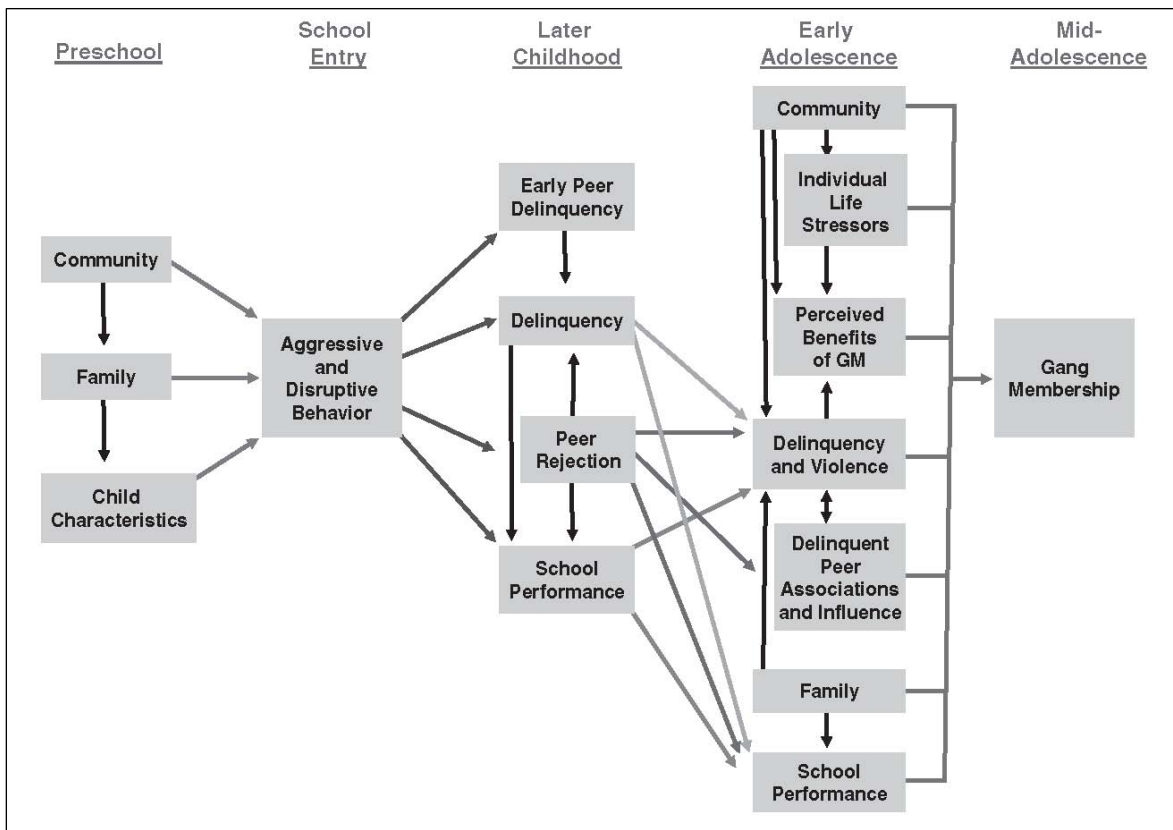 Preschool
School
Entry
Later
Childhood
Early
Adolescence
Mid-
Adolescence
Community
Family
Child
Characteristics
Aggressive
and
Disruptive
Behavior
Early Peer
Delinquency
Delinquency
Peer
Rejection
School
Performance
Community
Individual
Life
Stressors
Perceived
Benefits
of GM
Delinquency
and Violence
Delinquent
Peer
Associations
and Influence
Family
School
Performance
Gang
Membership